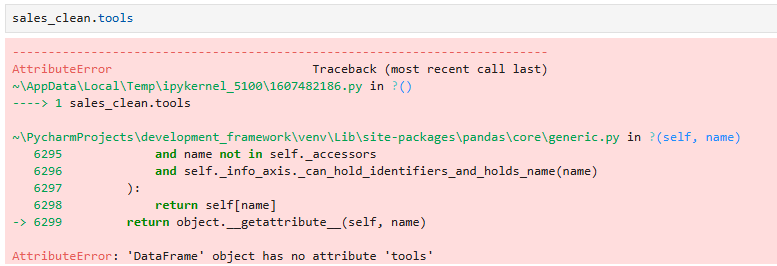 sales_clean.tools
---------------------------------------------------------------------------
AttributeError                            Traceback (most recent call last)
~\AppData\Local\Temp\ipykernel_5100\1607482186.py in ?()
----> 1 sales_clean.tools

~\PycharmProjects\development_framework\venv\Lib\site-packages\pandas\core\generic.py in ?(self, name)
   6295             and name not in self._accessors
   6296             and self._info_axis._can_hold_identifiers_and_holds_name(name)
   6297         ):
   6298             return self[name]
-> 6299         return object.__getattribute__(self, name)

AttributeError: 'DataFrame' object has no attribute 'tools'